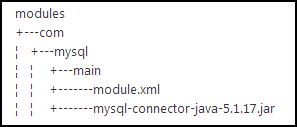 modules
+---com
¦ +---mysql
¦ ¦ +---main
¦ ¦ +-------module.xml
¦ ¦ +-------mysql-connector-java-5.1.17.jar